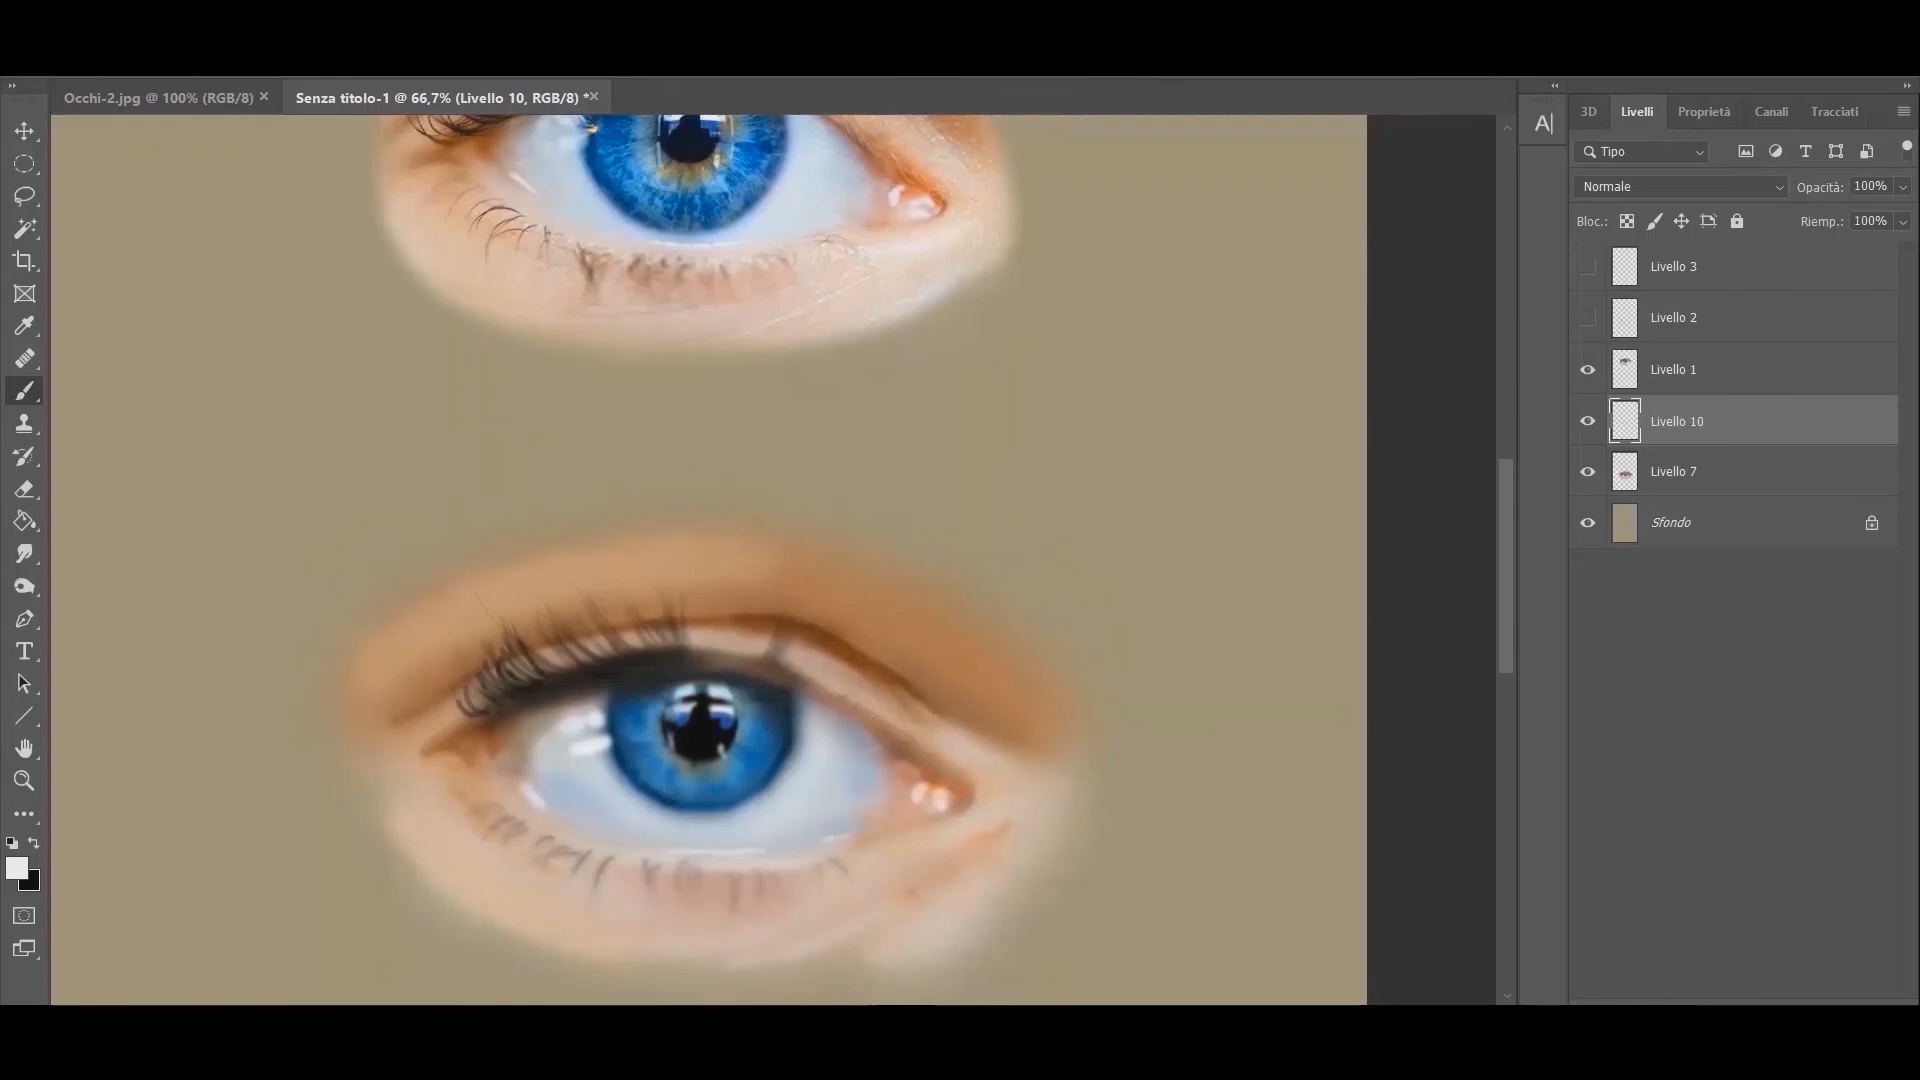 Occhi-2.jpg @ 100% (RGB/8)
Senza titolo-1 @ 66,7% (Livello 10, RGB/8) *
3D Livelli Proprietà Canali Tracciati
Tipo
Normale Opacità: 100%
Bloc.: Riemp.: 100%
Livello 3
Livello 2
Livello 1
Livello 10
Livello 7
Sfondo